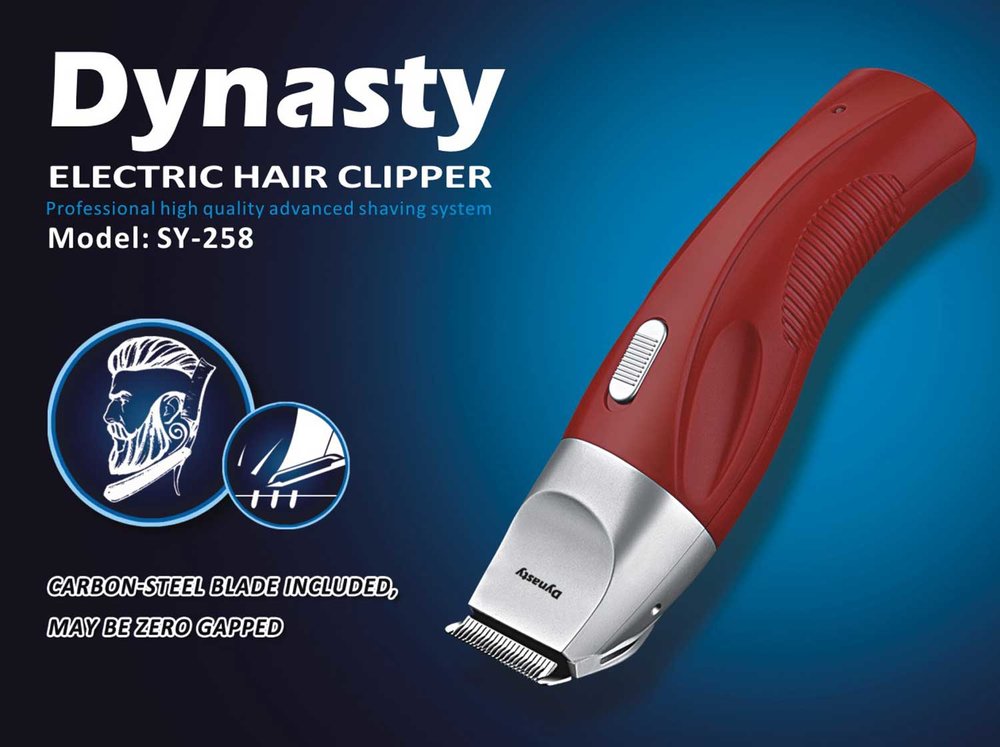 Dynasty
ELECTRIC HAIR CLIPPER
Professional high quality advanced shaving system
Model: SY-258
CARBON-STEEL BLADE INCLUDED,
MAY BE ZERO GAPPED
Dynasty